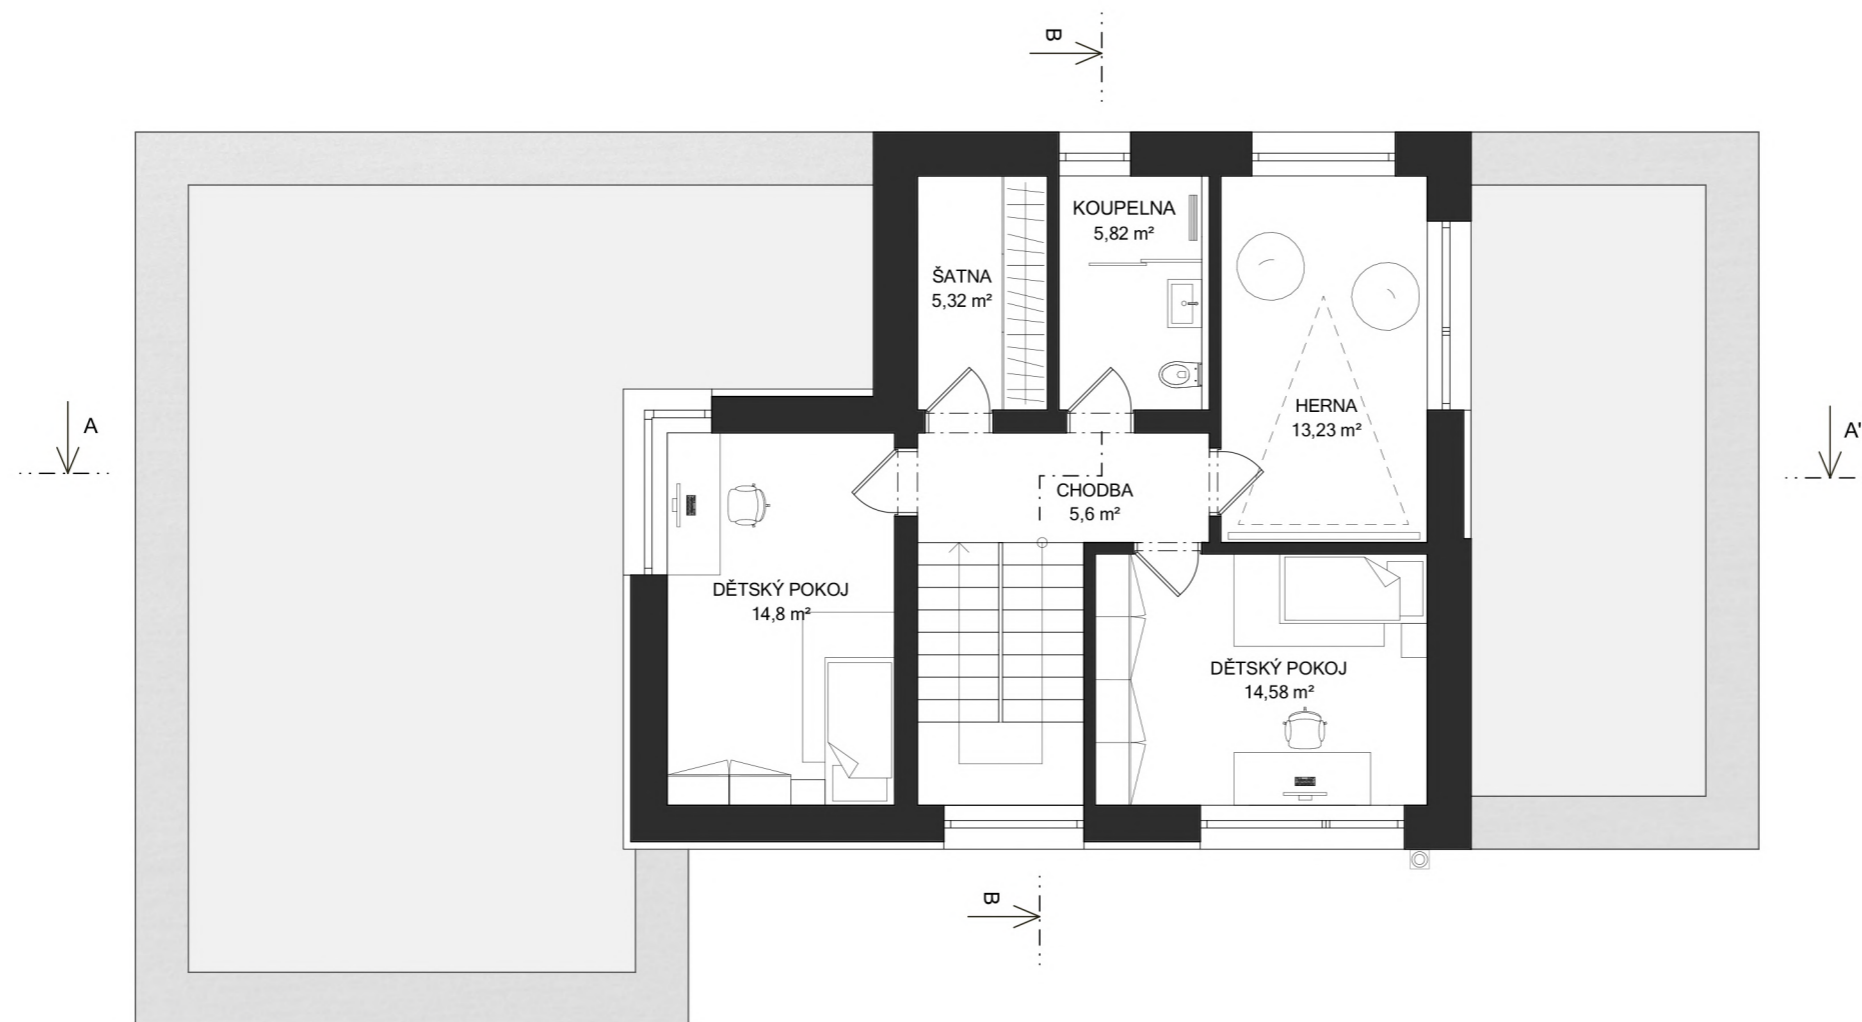 B
KOUPELNA
5,82 m²
ŠATNA
5,32 m²
HERNA
13,23 m²
A
A'
CHODBA
5,6 m²
DĚTSKÝ POKOJ
14,8 m²
DĚTSKÝ POKOJ
14,58 m²
B